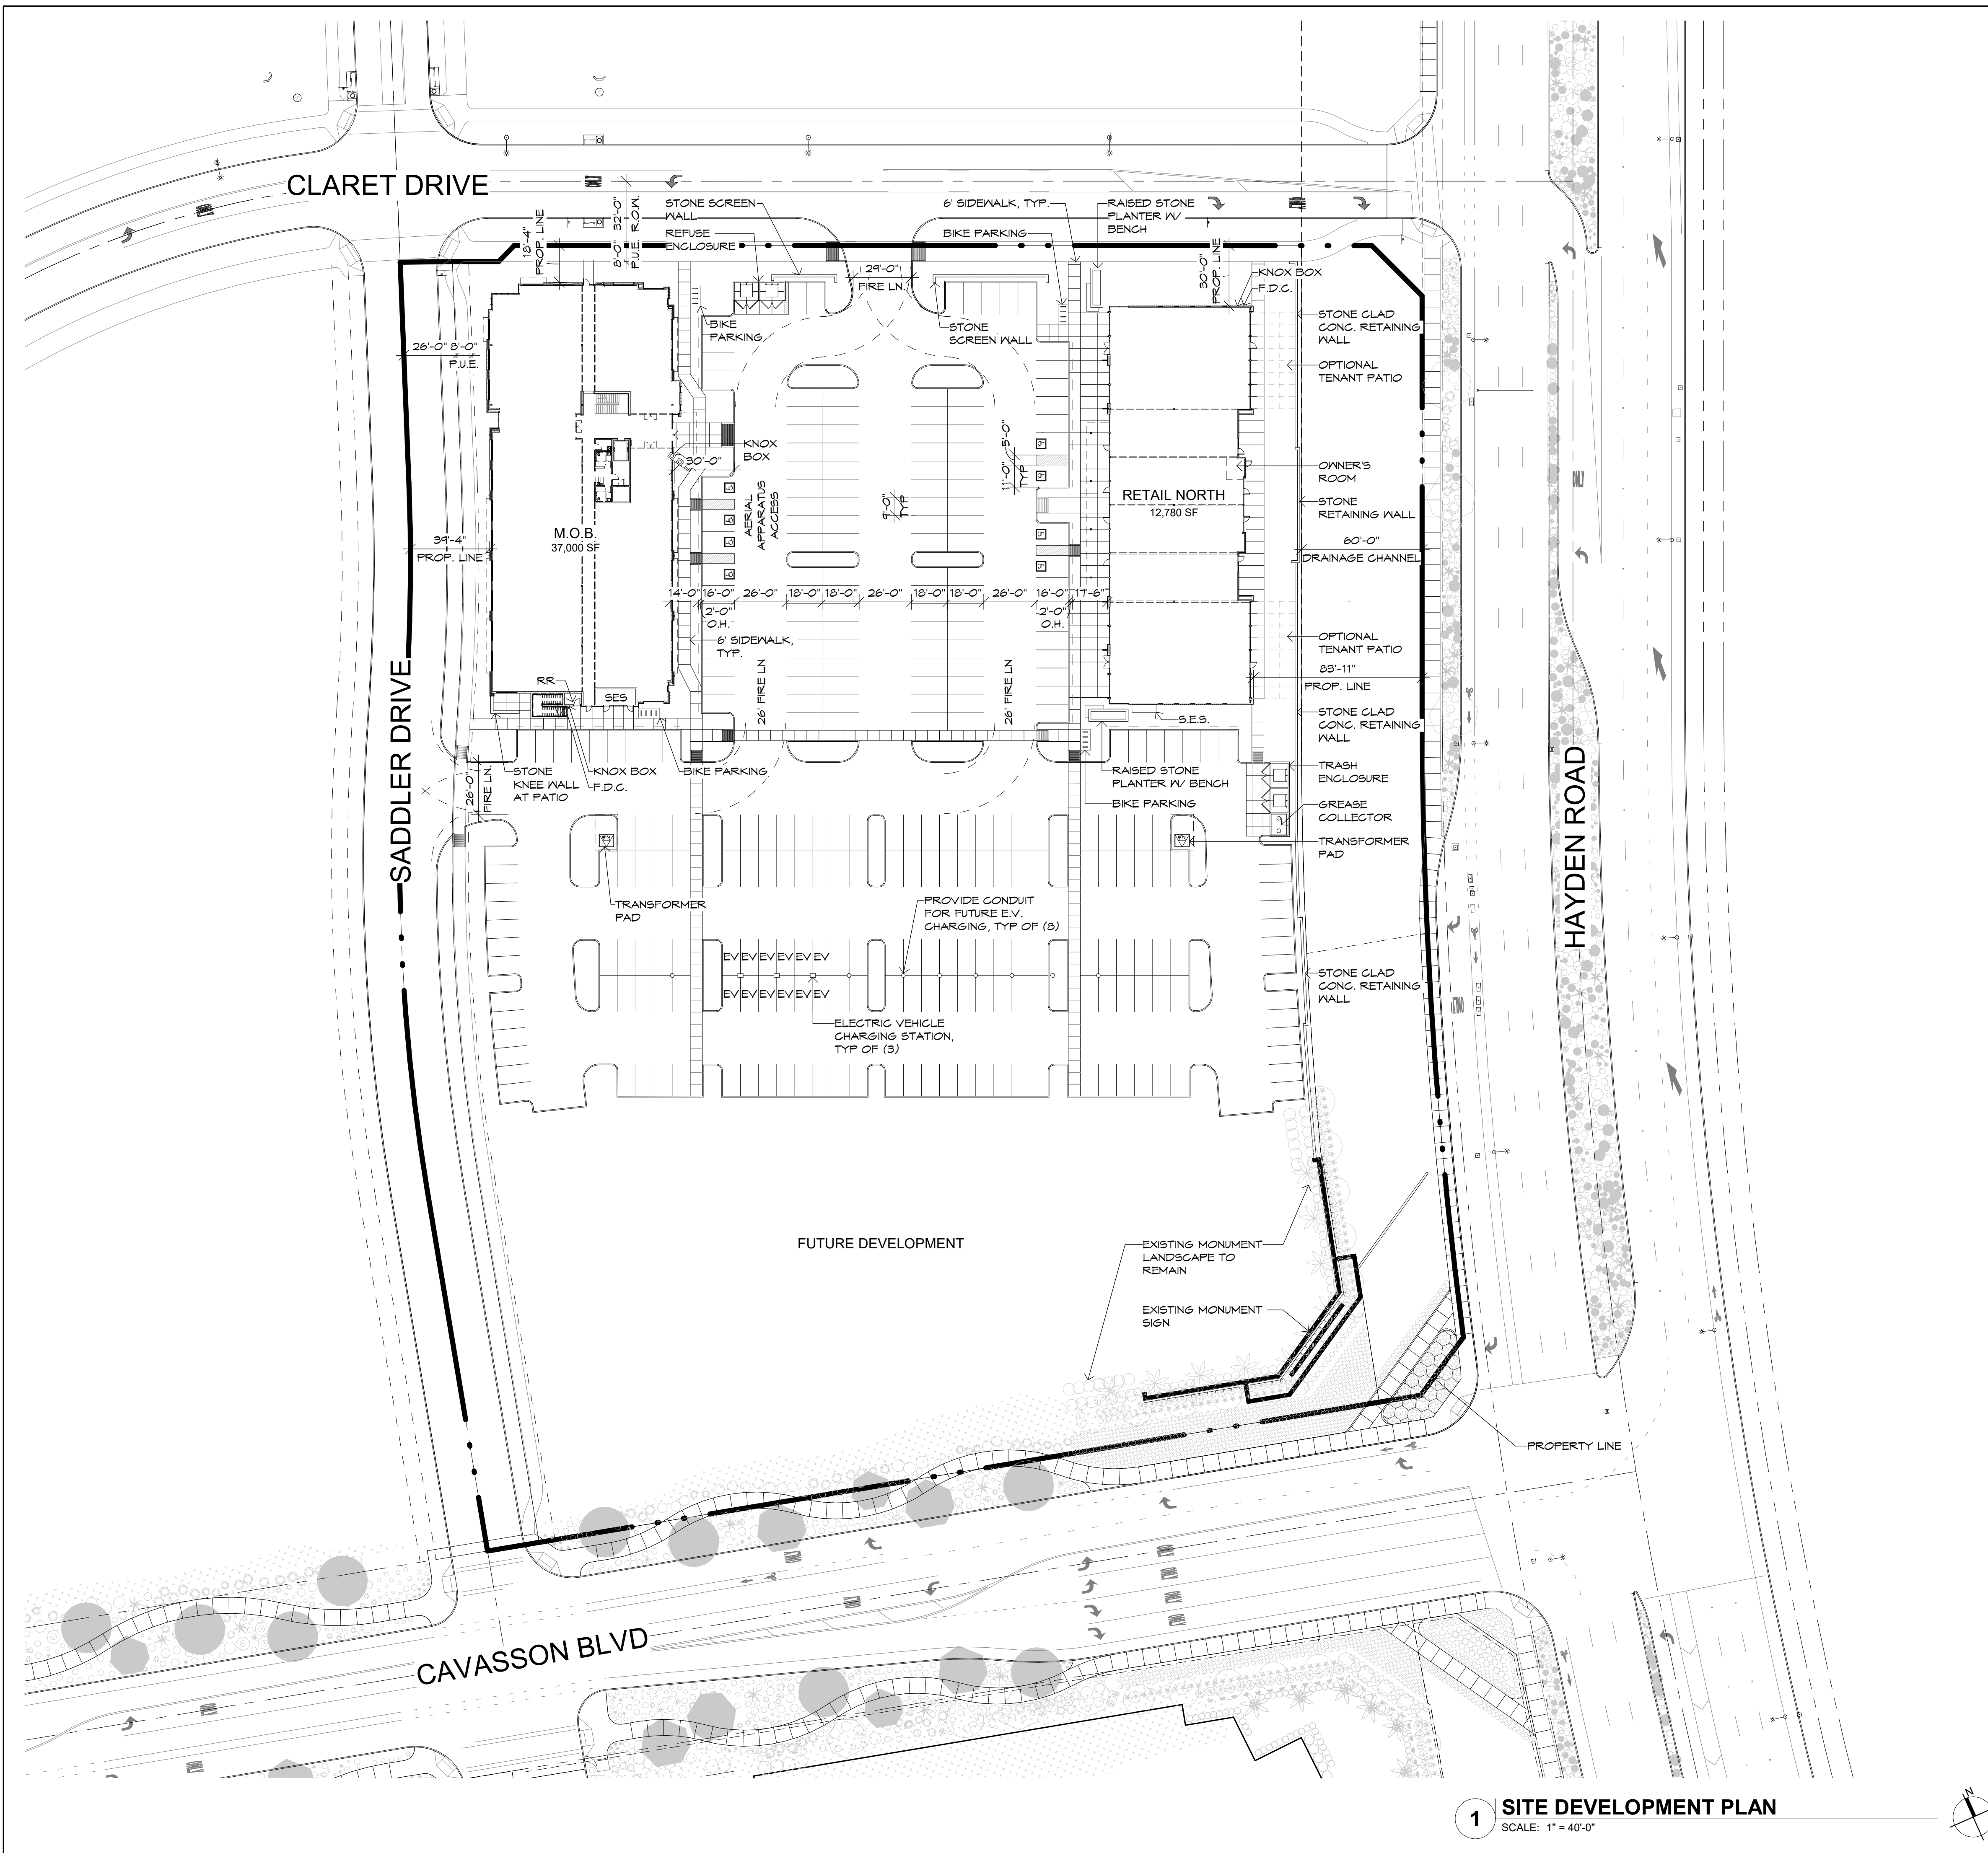 CLARET DRIVE
18'-4"
PROP. LINE
8'-0" 32'-0"
P.U.E. R.O.W.
STONE SCREEN
WALL
REFUSE
ENCLOSURE
6' SIDEWALK, TYP.
BIKE PARKING
RAISED STONE
PLANTER W/
BENCH
29'-0"
FIRE LN.
30'-0"
PROP. LINE
KNOX BOX
F.D.C.
BIKE
PARKING
STONE
SCREEN WALL
STONE CLAD
CONC. RETAINING
WALL
26'-0" 8'-0"
P.U.E.
OPTIONAL
TENANT PATIO
KNOX
BOX
30'-0"
AERIAL
APPARATUS
ACCESS
9'-0"
TYP
11'-0" 5'-0"
TYP
OWNER'S
ROOM
RETAIL NORTH
12,780 SF
STONE
RETAINING WALL
M.O.B.
37,000 SF
39'-4"
PROP. LINE
60'-0"
DRAINAGE CHANNEL
14'-0" 16'-0" 26'-0" 18'-0" 18'-0" 26'-0" 18'-0" 18'-0" 26'-0" 16'-0" 17'-6"
2'-0"
O.H.
2'-0"
O.H.
6' SIDEWALK,
TYP.
OPTIONAL
TENANT PATIO
83'-11"
PROP. LINE
SADDLER DRIVE
RR
SES
26' FIRE LN
26' FIRE LN
S.E.S.
STONE CLAD
CONC. RETAINING
WALL
HAYDEN ROAD
26'-0"
FIRE LN.
STONE
KNEE WALL
AT PATIO
KNOX BOX
F.D.C.
BIKE PARKING
RAISED STONE
PLANTER W/ BENCH
BIKE PARKING
TRASH
ENCLOSURE
GREASE
COLLECTOR
TRANSFORMER
PAD
TRANSFORMER
PAD
PROVIDE CONDUIT
FOR FUTURE E.V.
CHARGING, TYP OF (8)
EV EV EV EV EV EV
EV EV EV EV EV EV
STONE CLAD
CONC. RETAINING
WALL
ELECTRIC VEHICLE
CHARGING STATION,
TYP OF (3)
FUTURE DEVELOPMENT
EXISTING MONUMENT
LANDSCAPE TO
REMAIN
EXISTING MONUMENT
SIGN
PROPERTY LINE
CAVASSON BLVD
1
SITE DEVELOPMENT PLAN
SCALE: 1" = 40'-0"
N